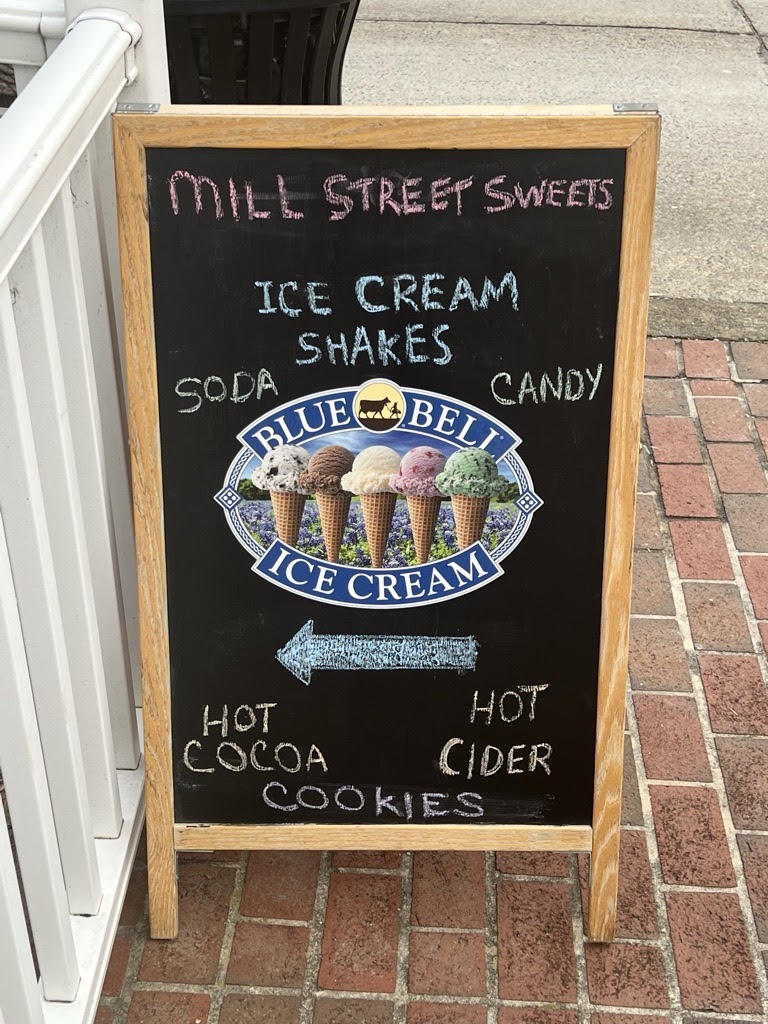 MILL STREET SWEETS
ICE CREAM
SHAKES
SODA
CANDY
BLUE BELL
ICE CREAM
HOT
COCOA
HOT
CIDER
COOKIES